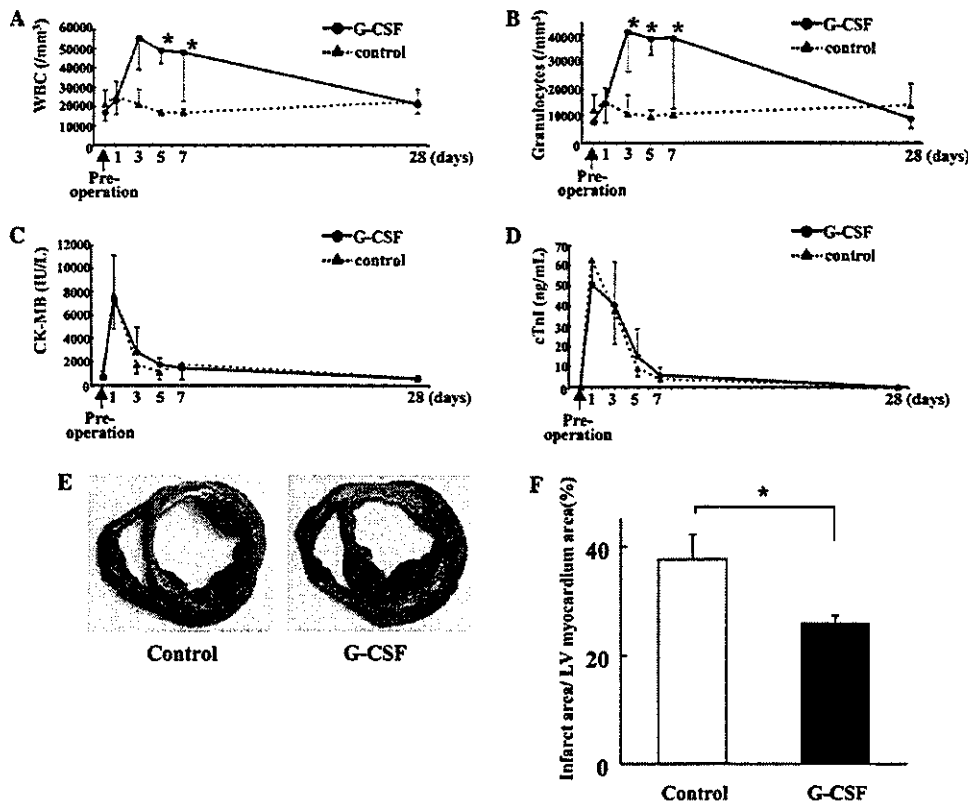 A
WBC (/mm³)
60000
50000
40000
30000
20000
10000
0
G-CSF
control
* *
1 3 5 7 28 (days)
Pre-
operation
B
Granulocytes (/mm³)
40000
30000
20000
10000
0
G-CSF
control
* * *
1 3 5 7 28 (days)
Pre-
operation
C
CK-MB (IU/L)
12000
10000
8000
6000
4000
2000
0
G-CSF
control
1 3 5 7 28 (days)
Pre-
operation
D
cTnI (ng/mL)
70
60
50
40
30
20
10
0
G-CSF
control
1 3 5 7 28 (days)
Pre-
operation
E
Control G-CSF
F
Infarct area/ LV myocardium area(%)
40
20
0
*
Control G-CSF